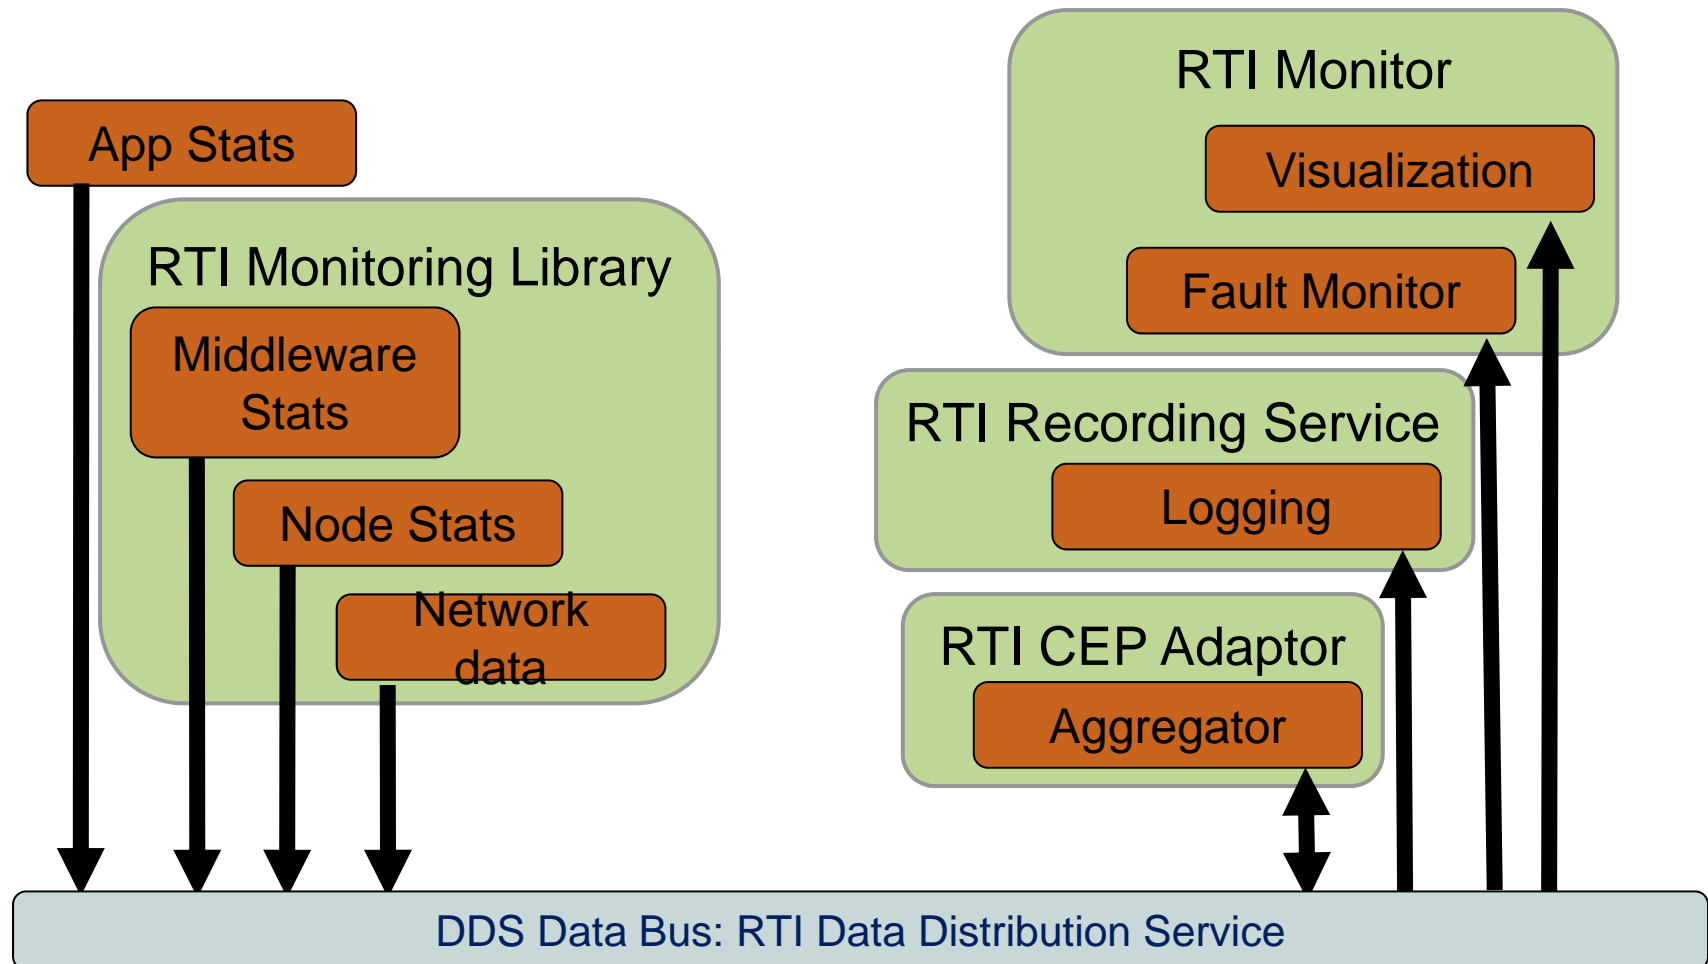 App Stats
RTI Monitoring Library
Middleware
Stats
Node Stats
Network
data
RTI Monitor
Visualization
Fault Monitor
RTI Recording Service
Logging
RTI CEP Adaptor
Aggregator
DDS Data Bus: RTI Data Distribution Service